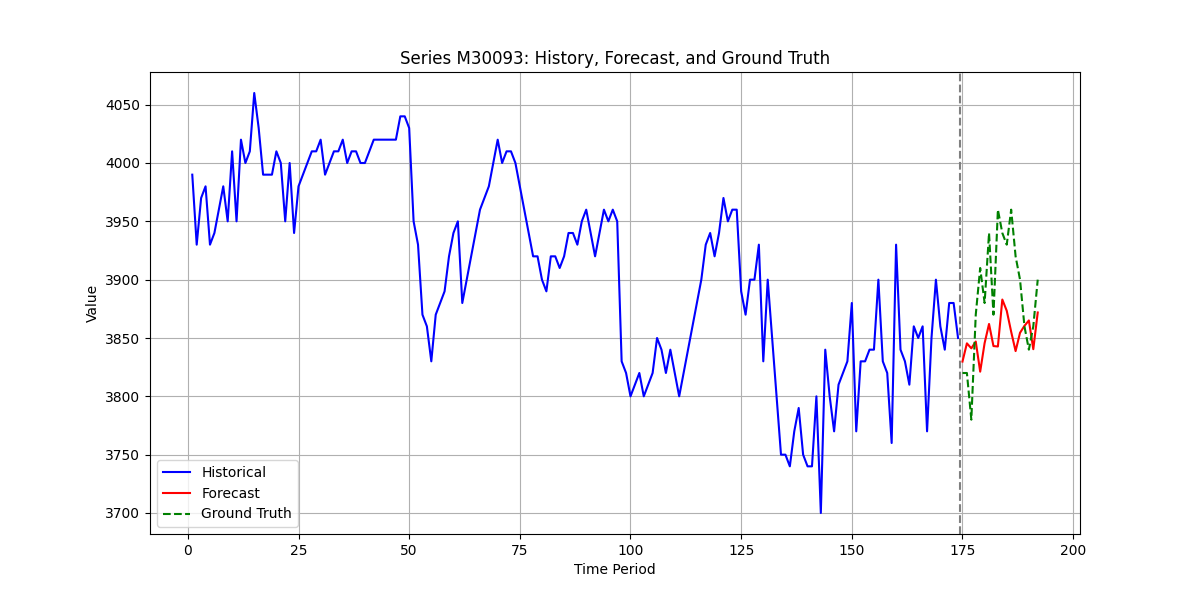 Series M30093: History, Forecast, and Ground Truth
Value
4050
4000
3950
3900
3850
3800
3750
3700
Historical
Forecast
Ground Truth
0 25 50 75 100 125 150 175 200
Time Period